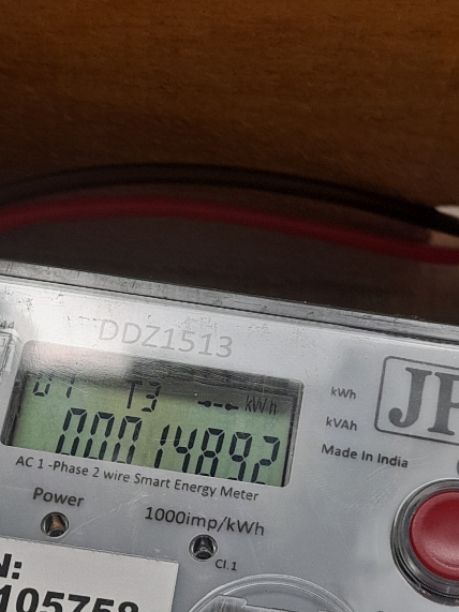 DDZ1513
T3 kWh
00014892
kWh
kVAh
Made In India
AC 1 -Phase 2 wire Smart Energy Meter
Power
1000imp/kWh
Cl.1
N:
105758